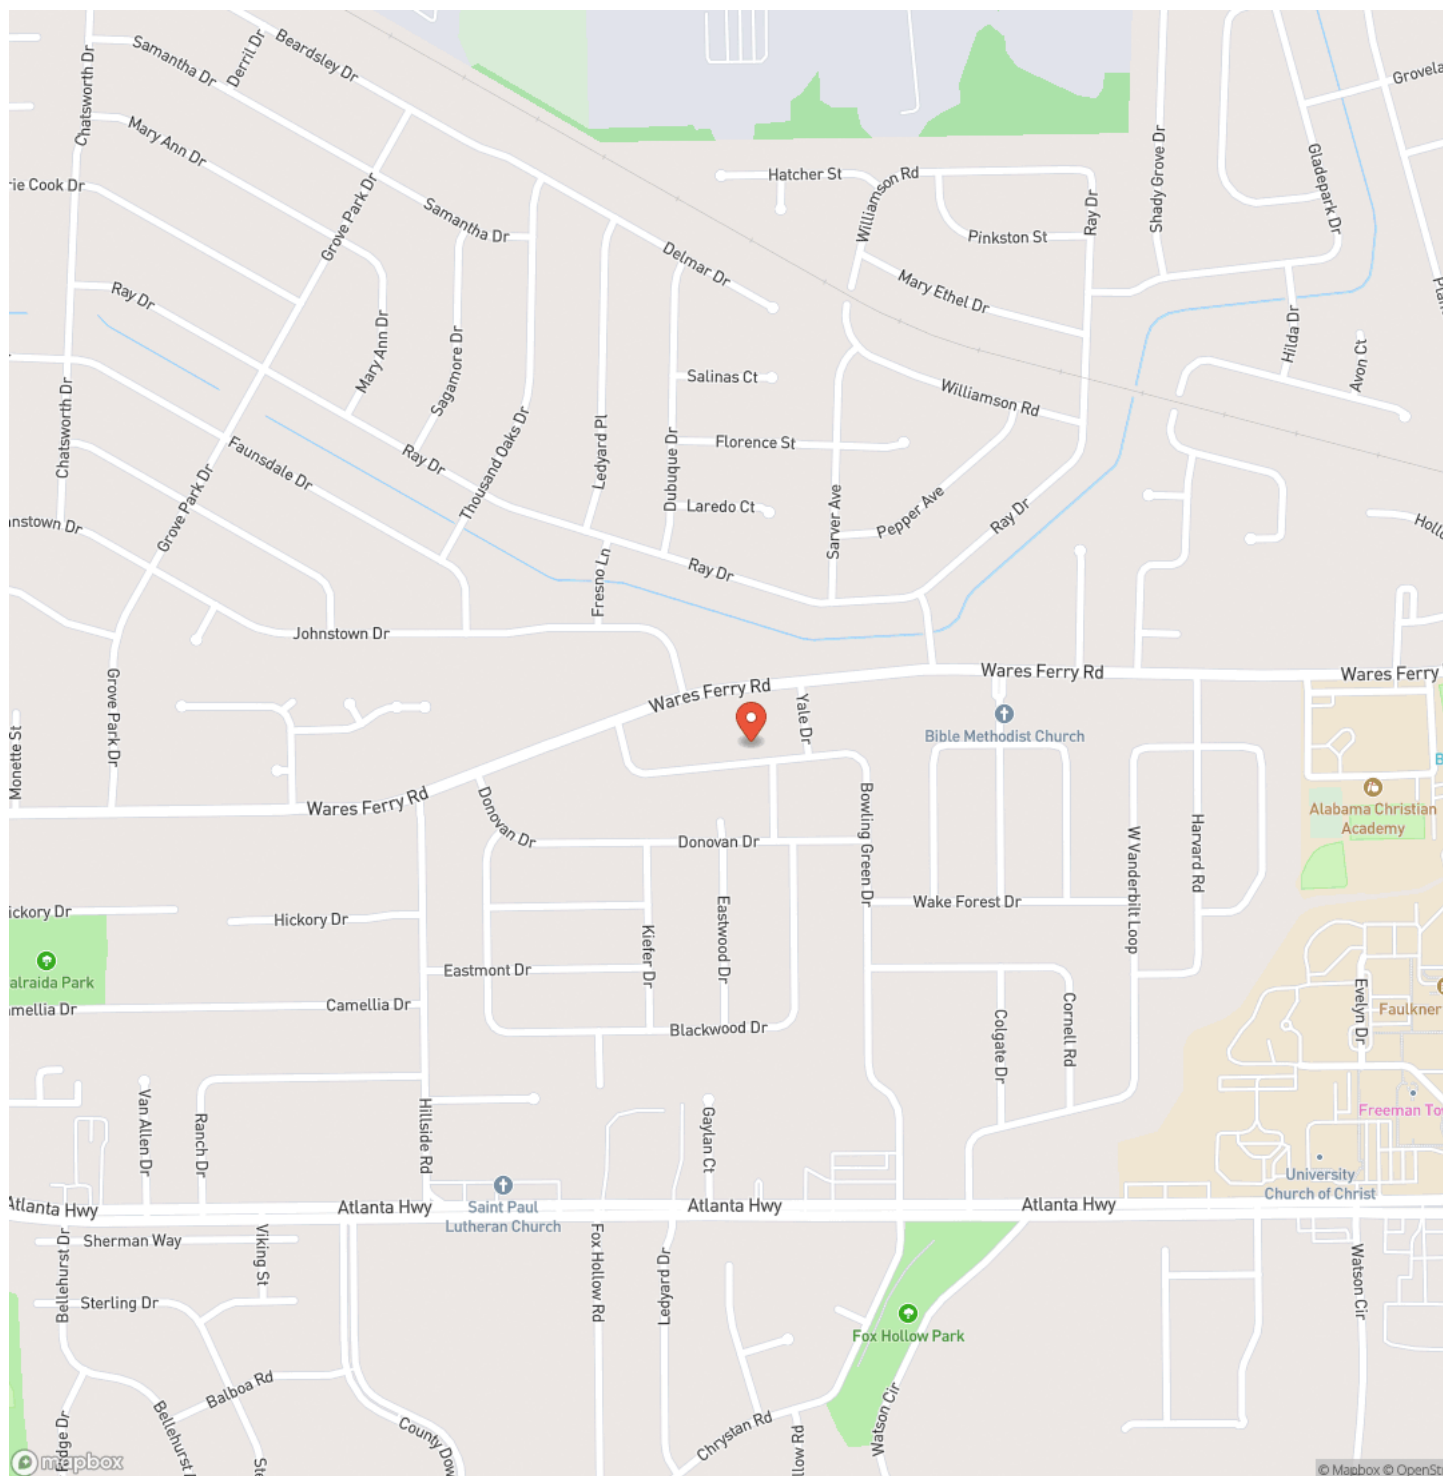 Derril Dr
Beardsley Dr
Samantha Dr
Chatsworth Dr
Grovela
Mary Ann Dr
Hatcher St
Williamson Rd
Shady Grove Dr
Gladepark Dr
rie Cook Dr
Grove Park Dr
Samantha Dr
Ray Dr
Pinkston St
Delmar Dr
Mary Ethel Dr
Ray Dr
Mary Ann Dr
Sagamore Dr
Hilda Dr
Avon Ct
Salinas Ct
Williamson Rd
Chatsworth Dr
Faunsdale Dr
Ray Dr
Thousand Oaks Dr
Ledyard Pl
Dubuque Dr
Florence St
Grove Park Dr
Laredo Ct
Sarver Ave
Pepper Ave
Ray Dr
nstown Dr
Hollo
Fresno Ln
Ray Dr
Johnstown Dr
Wares Ferry Rd
Wares Ferry Rd
Wares Ferry
Grove Park Dr
Monette St
Yale Dr
Bible Methodist Church
Wares Ferry Rd
Donovan Dr
Donovan Dr
Bowling Green Dr
W Vanderbilt Loop
Harvard Rd
Alabama Christian
Academy
ickory Dr
Hickory Dr
Kiefer Dr
Eastwood Dr
Wake Forest Dr
alraida Park
Eastmont Dr
mellia Dr
Camellia Dr
Blackwood Dr
Colgate Dr
Cornell Rd
Evelyn Dr
Faulkner
Van Allen Dr
Ranch Dr
Hillside Rd
Gaylan Ct
Freeman Tow
University
Church of Christ
Atlanta Hwy
Atlanta Hwy
Saint Paul
Lutheran Church
Atlanta Hwy
Atlanta Hwy
Bellehurst Dr
Sherman Way
Viking St
Fox Hollow Rd
Ledyard Dr
Watson Cir
Sterling Dr
Fox Hollow Park
Balboa Rd
Bellehurst
County Dow
Chrystan Rd
llow Rd
Watson Cir
Ste
mapbox
© Mapbox © OpenSt